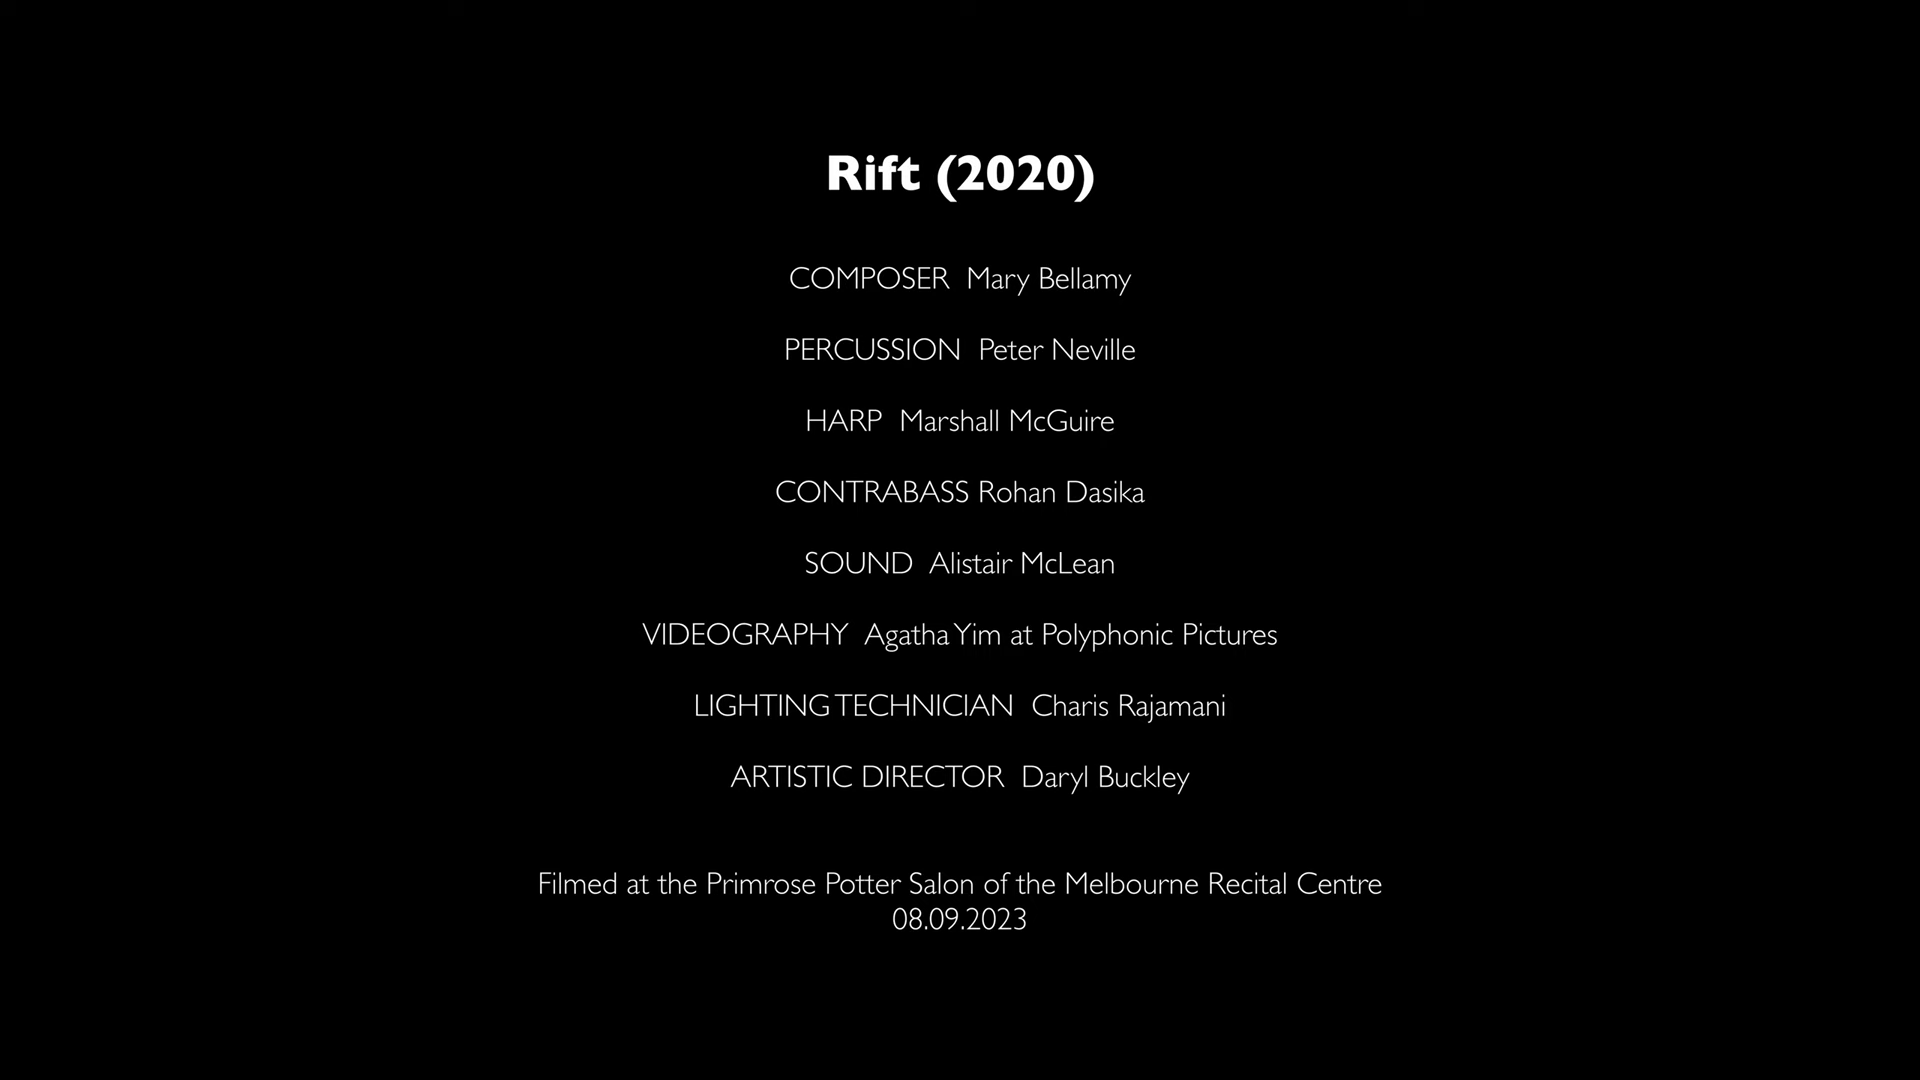 Rift (2020)
COMPOSER Mary Bellamy
PERCUSSION Peter Neville
HARP Marshall McGuire
CONTRABASS Rohan Dasika
SOUND Alistair McLean
VIDEOGRAPHY Agatha Yim at Polyphonic Pictures
LIGHTING TECHNICIAN Charis Rajamani
ARTISTIC DIRECTOR Daryl Buckley
Filmed at the Primrose Potter Salon of the Melbourne Recital Centre
08.09.2023